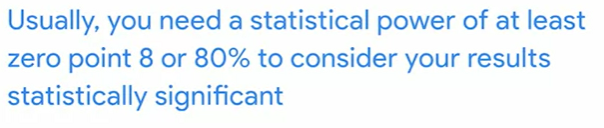 Usually, you need a statistical power of at least
zero point 8 or 80% to consider your results
statistically significant